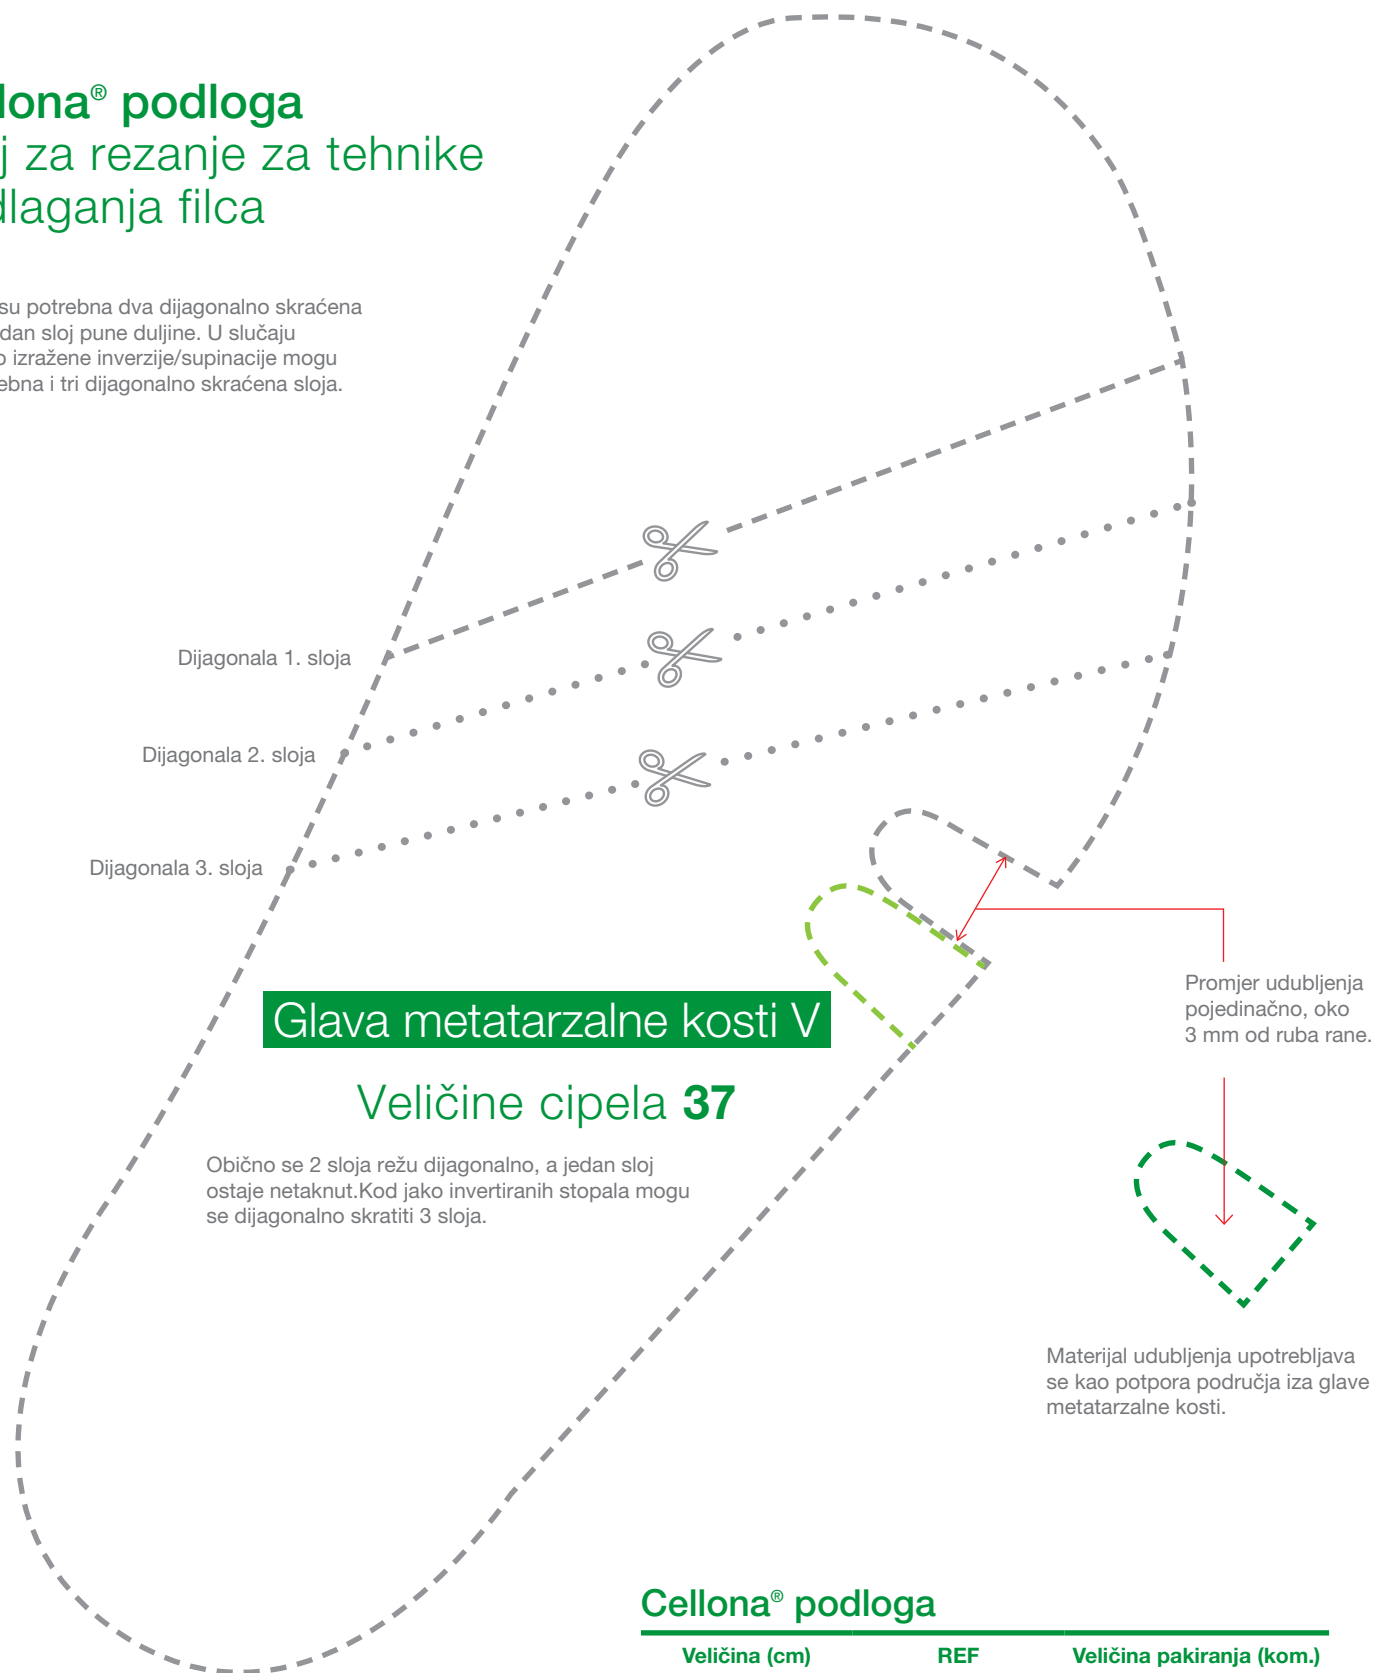 lona® podloga
j za rezanje za tehnike
dlaganja filca
su potrebna dva dijagonalno skraćena
dan sloj pune duljine. U slučaju
o izražene inverzije/supinacije mogu
ebna i tri dijagonalno skraćena sloja.
Dijagonala 1. sloja
Dijagonala 2. sloja
Dijagonala 3. sloja
Glava metatarzalne kosti V
Veličine cipela 37
Obično se 2 sloja režu dijagonalno, a jedan sloj
ostaje netaknut.Kod jako invertiranih stopala mogu
se dijagonalno skratiti 3 sloja.
Promjer udubljenja
pojedinačno, oko
3 mm od ruba rane.
Materijal udubljenja upotrebljava
se kao potpora područja iza glave
metatarzalne kosti.
Cellona® podloga
Veličina (cm) REF Veličina pakiranja (kom.)